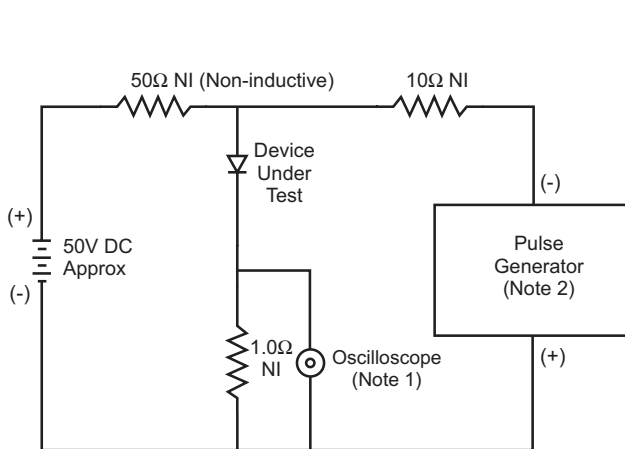 50Ω NI (Non-inductive)
10Ω NI
Device
Under
Test
(-)
(+)
50V DC
Approx
(-)
Pulse
Generator
(Note 2)
1.0Ω
NI
Oscilloscope
(Note 1)
(+)